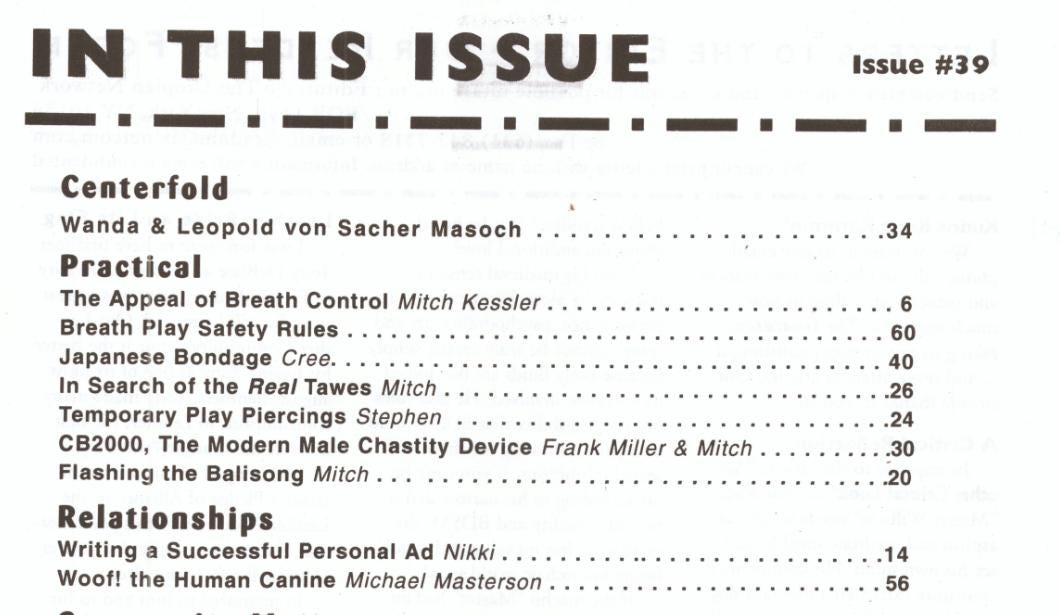 IN THIS ISSUE Issue #39
Centerfold
Wanda & Leopold von Sacher Masoch . . . . . . . . . . . . . . . . . . . . . . . . . . .34
Practical
The Appeal of Breath Control Mitch Kessler . . . . . . . . . . . . . . . . . . . . . . . . . . 6
Breath Play Safety Rules . . . . . . . . . . . . . . . . . . . . . . . . . . . . . . . . . . . . . . . 60
Japanese Bondage Cree. . . . . . . . . . . . . . . . . . . . . . . . . . . . . . . . . . . . . . . .40
In Search of the Real Tawes Mitch . . . . . . . . . . . . . . . . . . . . . . . . . . . . . . . .26
Temporary Play Piercings Stephen . . . . . . . . . . . . . . . . . . . . . . . . . . . . . . . .24
CB2000, The Modern Male Chastity Device Frank Miller & Mitch . . . . . . . . .30
Flashing the Balisong Mitch . . . . . . . . . . . . . . . . . . . . . . . . . . . . . . . . . . . . .20
Relationships
Writing a Successful Personal Ad Nikki . . . . . . . . . . . . . . . . . . . . . . . . . . . . 14
Woof! the Human Canine Michael Masterson . . . . . . . . . . . . . . . . . . . . . . . . 56